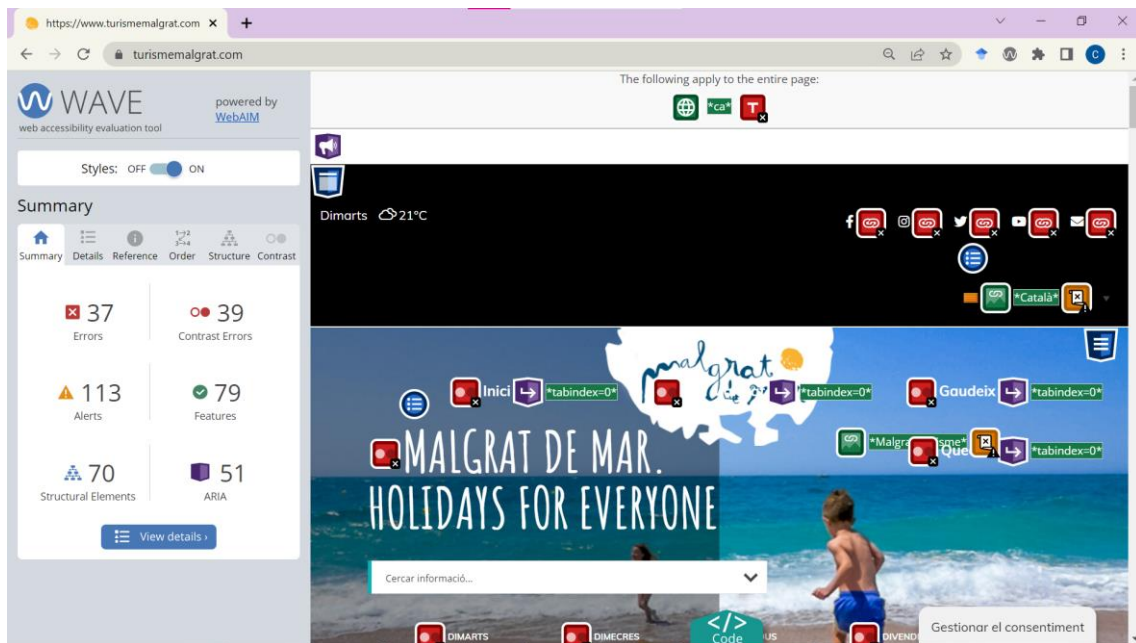 https://www.turismemalgrat.com
turismemalgrat.com
C
WAVE
web accessibility evaluation tool
powered by
WebAIM
Styles: OFF ON
Summary
Summary Details Reference Order Structure Contrast
37
Errors
39
Contrast Errors
113
Alerts
79
Features
70
Structural Elements
51
ARIA
View details ›
The following apply to the entire page:
*ca*
Dimarts 21°C
*Català*
malgrat
Inici *tabindex=0* *tabindex=0* Gaudeix *tabindex=0*
*Malgra
Que *tabindex=0*
MALGRAT DE MAR.
HOLIDAYS FOR EVERYONE
Cercar informació...
DIMARTS DIMECRES
</>
Code
Gestionar el consentiment